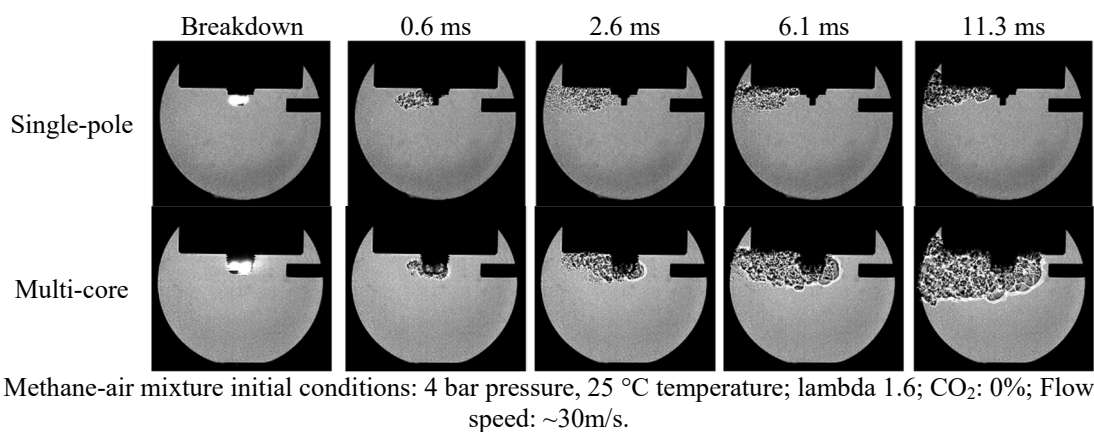 Breakdown 0.6 ms 2.6 ms 6.1 ms 11.3 ms
Single-pole
Multi-core
Methane-air mixture initial conditions: 4 bar pressure, 25 °C temperature; lambda 1.6; CO₂: 0%; Flow
speed: ~30m/s.